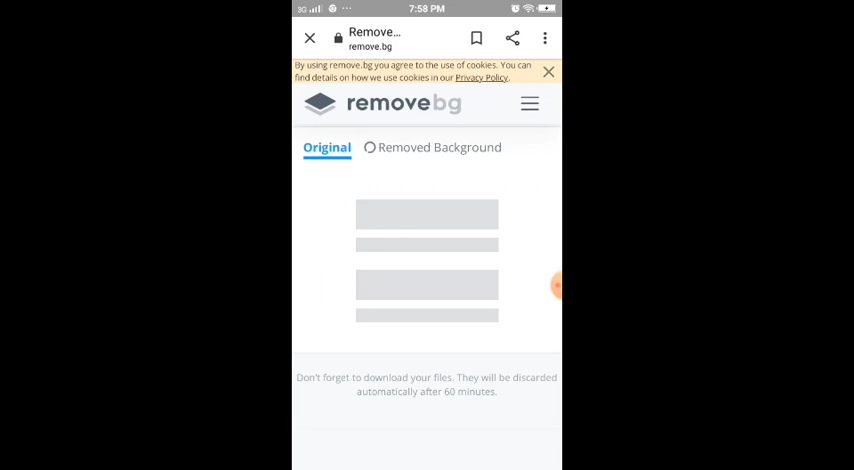 3G ... 7:58 PM
Remove...
remove.bg
By using remove.bg you agree to the use of cookies. You can
find details on how we use cookies in our Privacy Policy.
removebg
Original Removed Background
Don't forget to download your files. They will be discarded
automatically after 60 minutes.